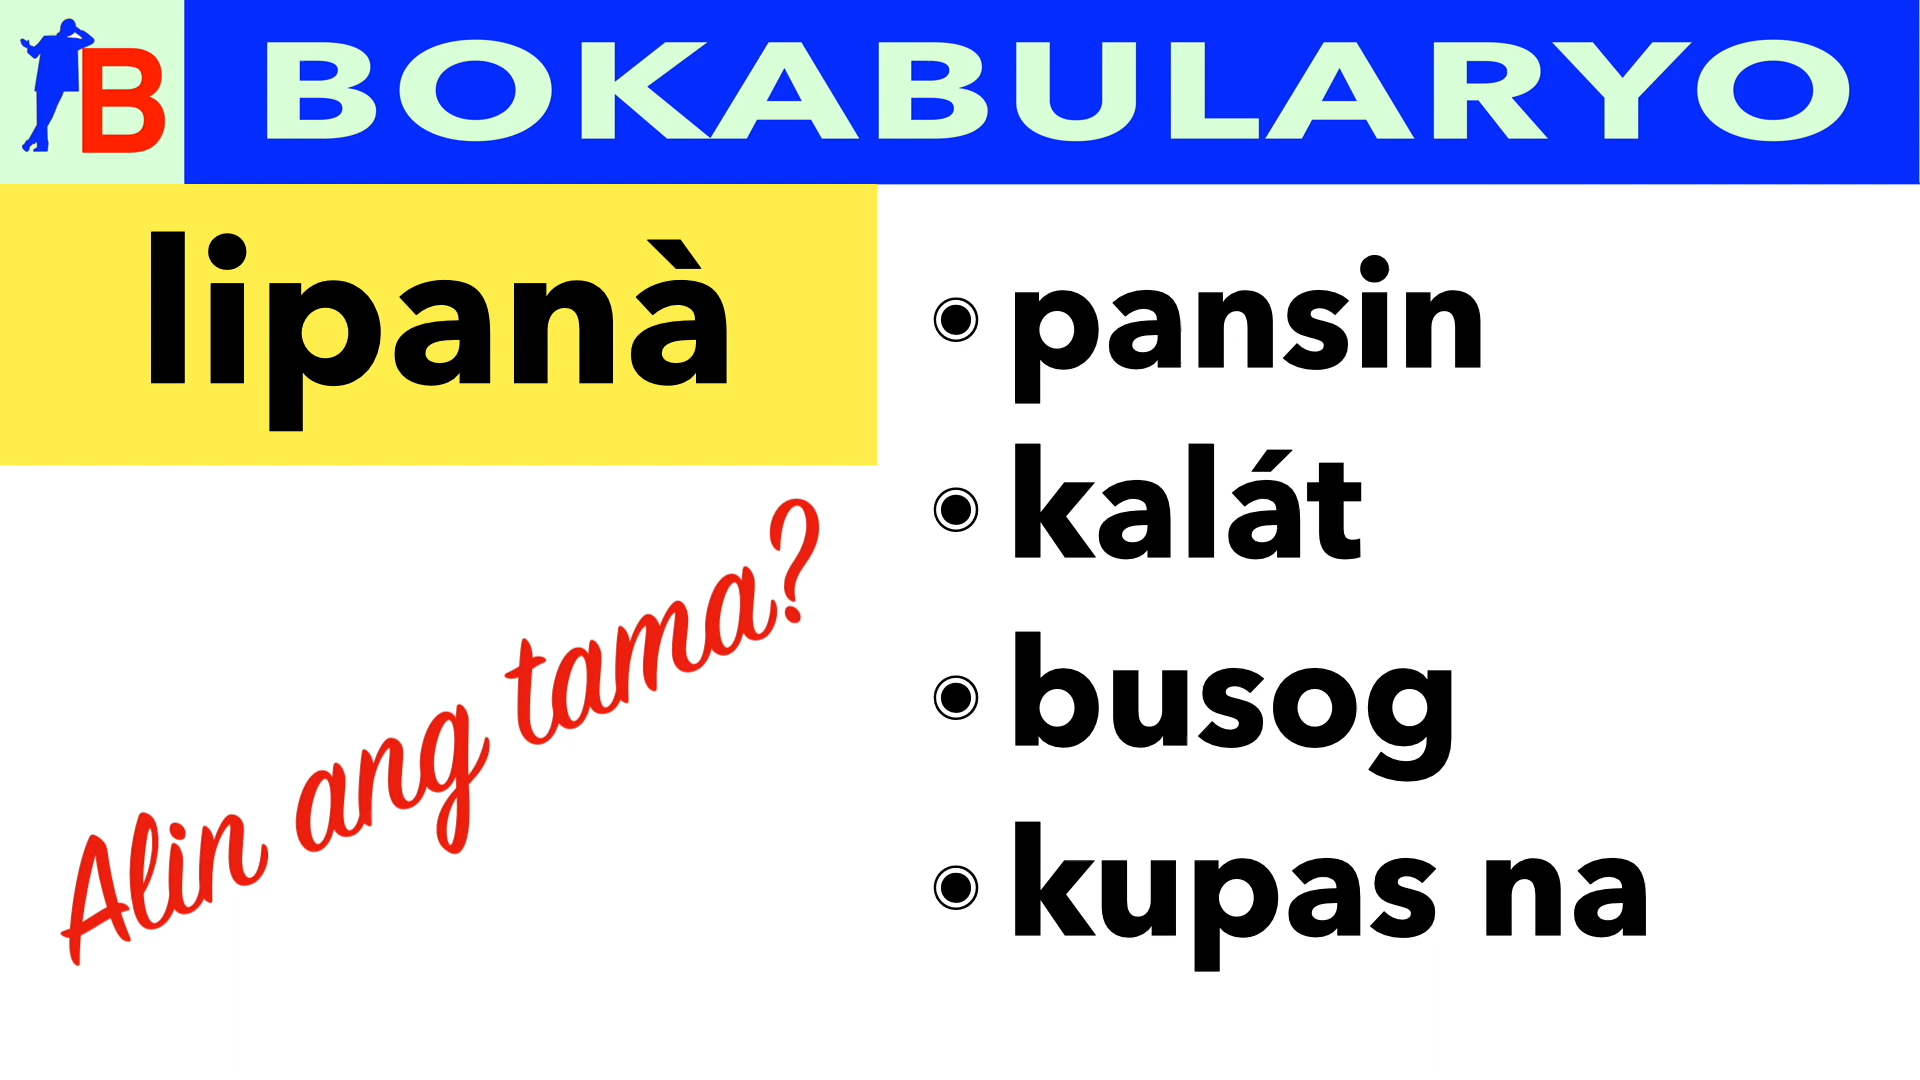 B BOKABULARYO
lipanà
pansin
kalát
busog
kupas na
Alin ang tama?